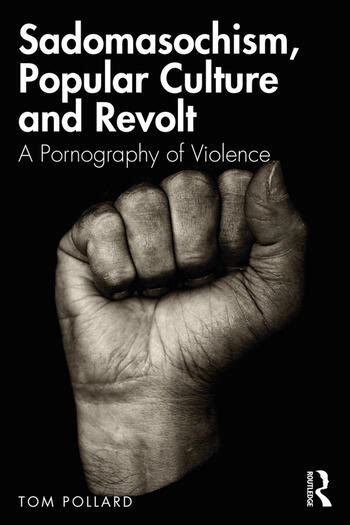 Sadomasochism,
Popular Culture
and Revolt
A Pornography of Violence
TOM POLLARD
ROUTLEDGE